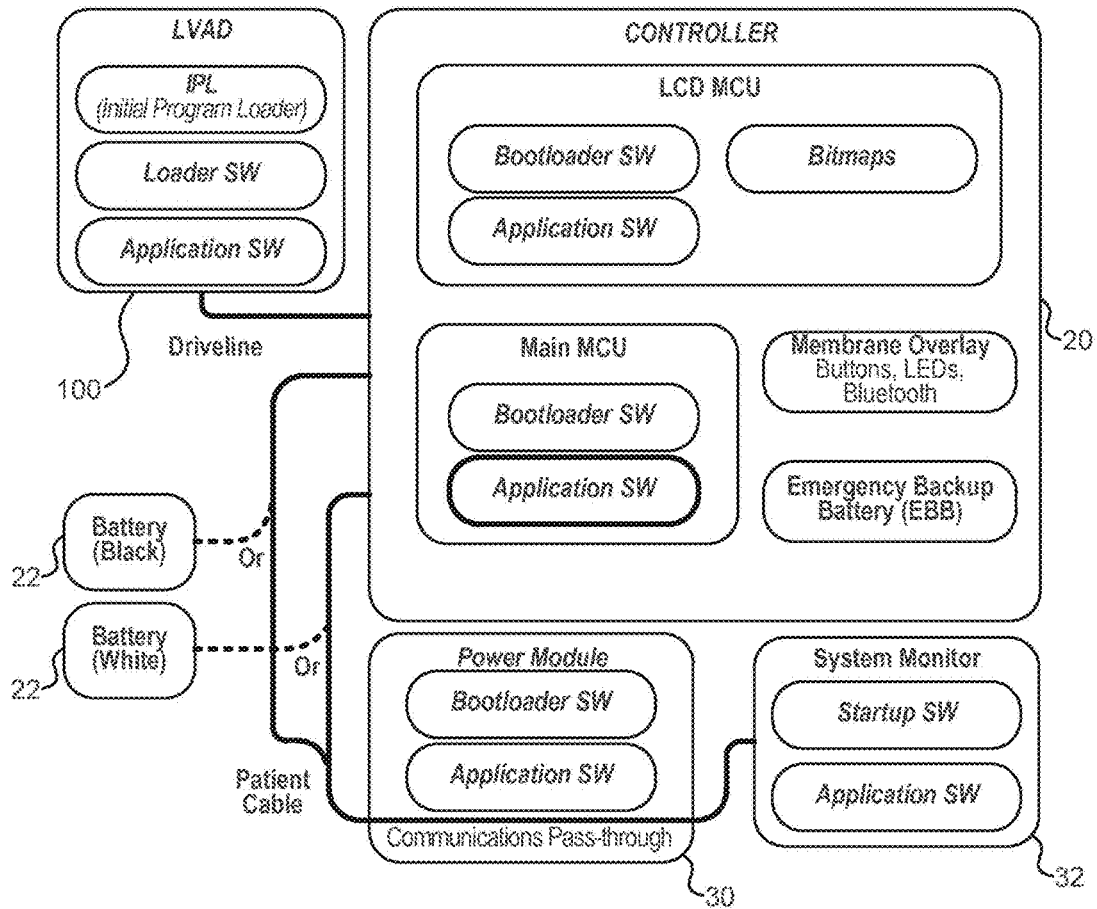 LVAD
IPL
(Initial Program Loader)
Loader SW
Application SW
100
Driveline
CONTROLLER
LCD MCU
Bootloader SW
Bitmaps
Application SW
Main MCU
Bootloader SW
Application SW
Membrane Overlay
Buttons, LEDs,
Bluetooth
Emergency Backup
Battery (EBB)
20
Battery
(Black)
22
Or
Battery
(White)
22
Or
Patient
Cable
Power Module
Bootloader SW
Application SW
Communications Pass-through
30
System Monitor
Startup SW
Application SW
32